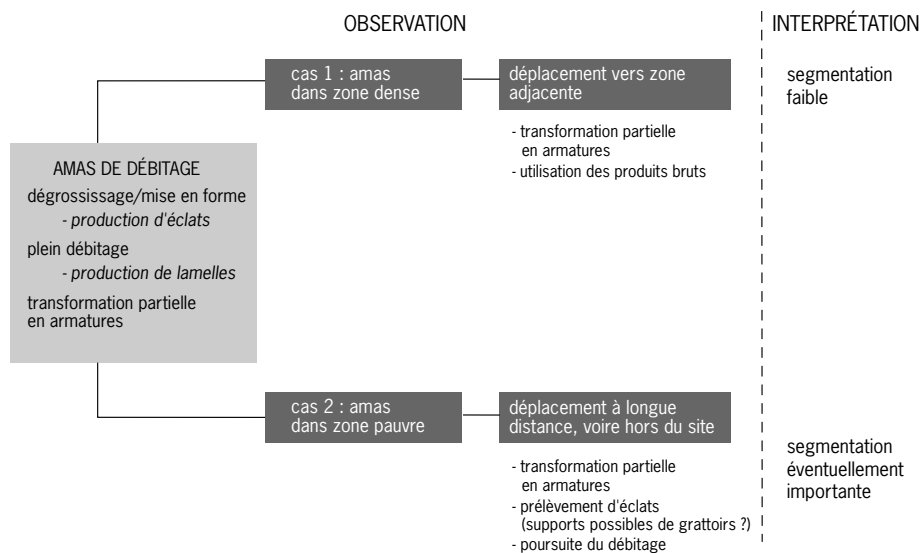 OBSERVATION
INTERPRÉTATION
cas 1 : amas
dans zone dense
déplacement vers zone
adjacente
segmentation
faible
- transformation partielle
en armatures
- utilisation des produits bruts
AMAS DE DÉBITAGE
dégrossissage/mise en forme
- production d'éclats
plein débitage
- production de lamelles
transformation partielle
en armatures
cas 2 : amas
dans zone pauvre
déplacement à longue
distance, voire hors du site
segmentation
éventuellement
importante
- transformation partielle
en armatures
- prélèvement d'éclats
(supports possibles de grattoirs ?)
- poursuite du débitage